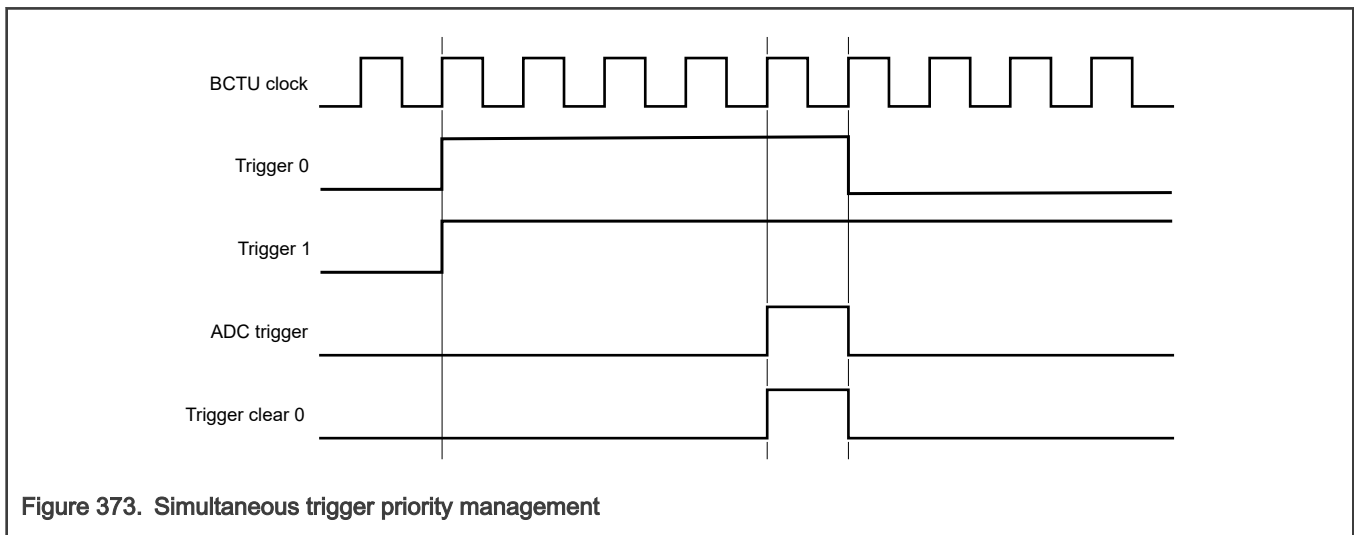 BCTU clock
Trigger 0
Trigger 1
ADC trigger
Trigger clear 0
Figure 373. Simultaneous trigger priority management